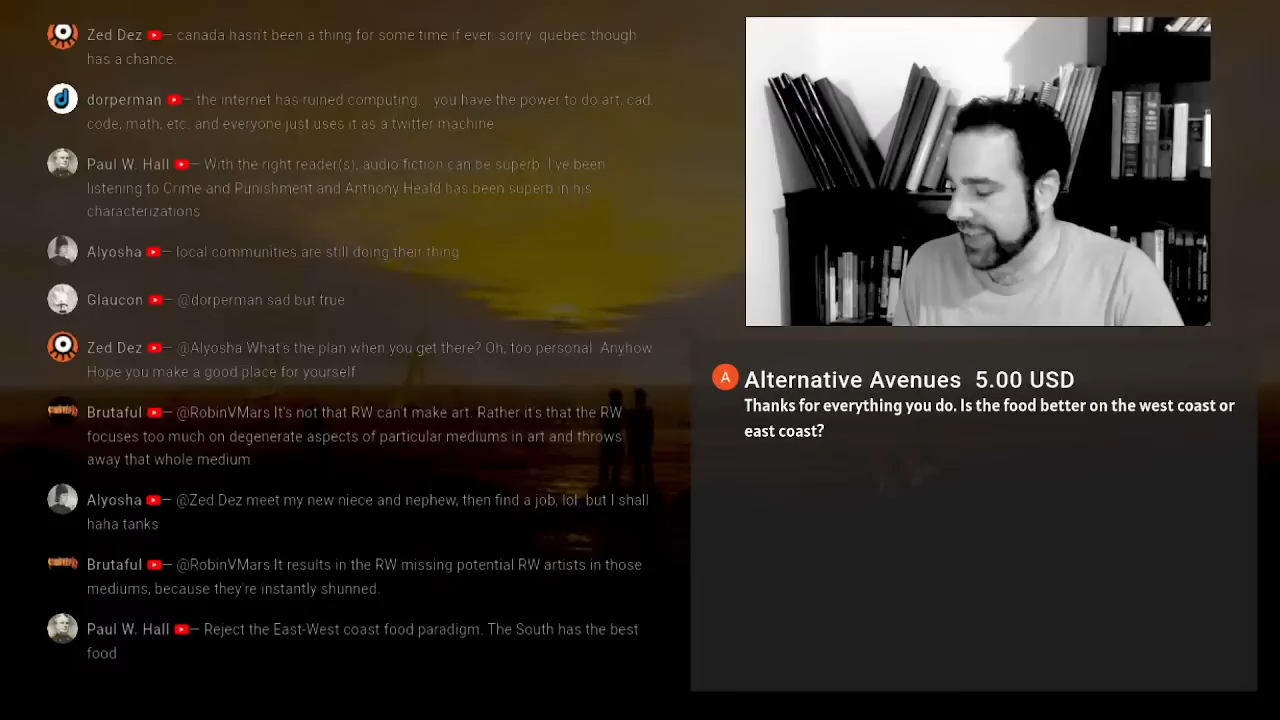 Zed Dez — canada hasn't been a thing for some time if ever. sorry. quebec though
has a chance.
dorperman — the internet has ruined computing... you have the power to do art, cad,
code, math, etc. and everyone just uses it as a twitter machine
Paul W. Hall — With the right reader(s), audio fiction can be superb. I've been
listening to Crime and Punishment and Anthony Heald has been superb in his
characterizations
Alyosha — local communities are still doing their thing
Glaucon — @dorperman sad but true
Zed Dez — @Alyosha What's the plan when you get there? Oh, too personal. Anyhow
Hope you make a good place for yourself
Brutaful — @RobinVMars It's not that RW can't make art. Rather it's that the RW
focuses too much on degenerate aspects of particular mediums in art and throws
away that whole medium.
Alyosha — @Zed Dez meet my new niece and nephew, then find a job, lol. but I shall
haha tanks
Brutaful — @RobinVMars It results in the RW missing potential RW artists in those
mediums, because they're instantly shunned.
Paul W. Hall — Reject the East-West coast food paradigm. The South has the best
food
A Alternative Avenues 5.00 USD
Thanks for everything you do. Is the food better on the west coast or
east coast?